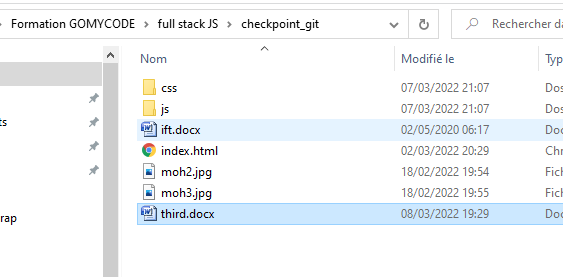 Formation GOMYCODE > full stack JS > checkpoint_git
Rechercher dans
Nom Modifié le Typ
css 07/03/2022 21:07 Dos
js 07/03/2022 21:07 Dos
ts
ift.docx 02/05/2020 06:17 Doc
index.html 02/03/2022 20:29 Chr
moh2.jpg 18/02/2022 19:54 Fich
moh3.jpg 18/02/2022 19:55 Fich
rap
third.docx 08/03/2022 19:29 Doc